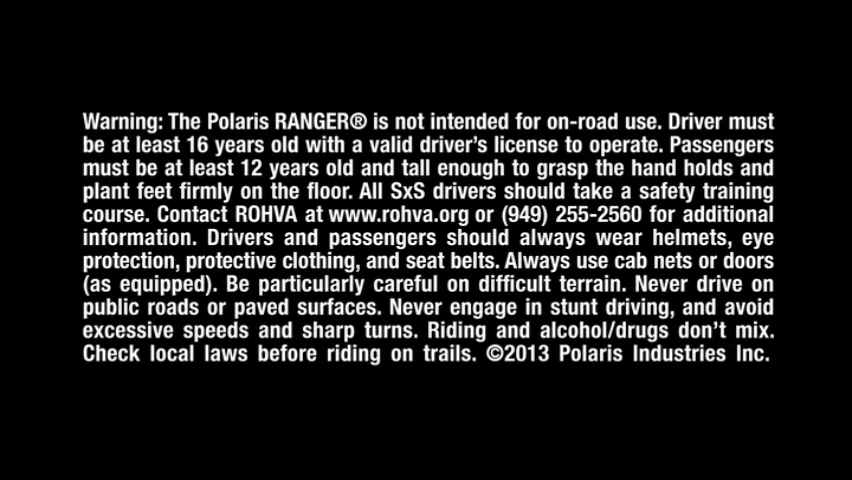 Warning: The Polaris RANGER® is not intended for on-road use. Driver must
be at least 16 years old with a valid driver's license to operate. Passengers
must be at least 12 years old and tall enough to grasp the hand holds and
plant feet firmly on the floor. All SxS drivers should take a safety training
course. Contact ROHVA at www.rohva.org or (949) 255-2560 for additional
information. Drivers and passengers should always wear helmets, eye
protection, protective clothing, and seat belts. Always use cab nets or doors
(as equipped). Be particularly careful on difficult terrain. Never drive on
public roads or paved surfaces. Never engage in stunt driving, and avoid
excessive speeds and sharp turns. Riding and alcohol/drugs don't mix.
Check local laws before riding on trails. ©2013 Polaris Industries Inc.